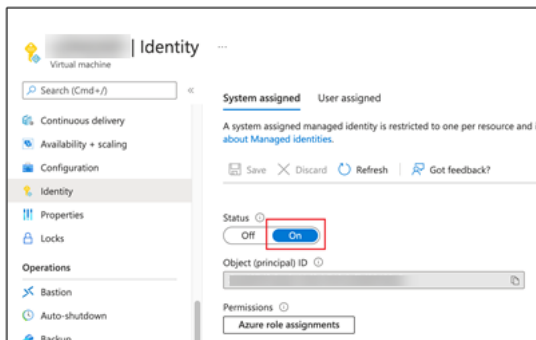 | Identity ...
Virtual machine
Search (Cmd+/)
«
Continuous delivery
Availability + scaling
Configuration
Identity
Properties
Locks
Operations
Bastion
Auto-shutdown
Backup
System assigned User assigned
A system assigned managed identity is restricted to one per resource and
about Managed identities.
Save Discard Refresh Got feedback?
Status
Off On
Object (principal) ID
Permissions
Azure role assignments